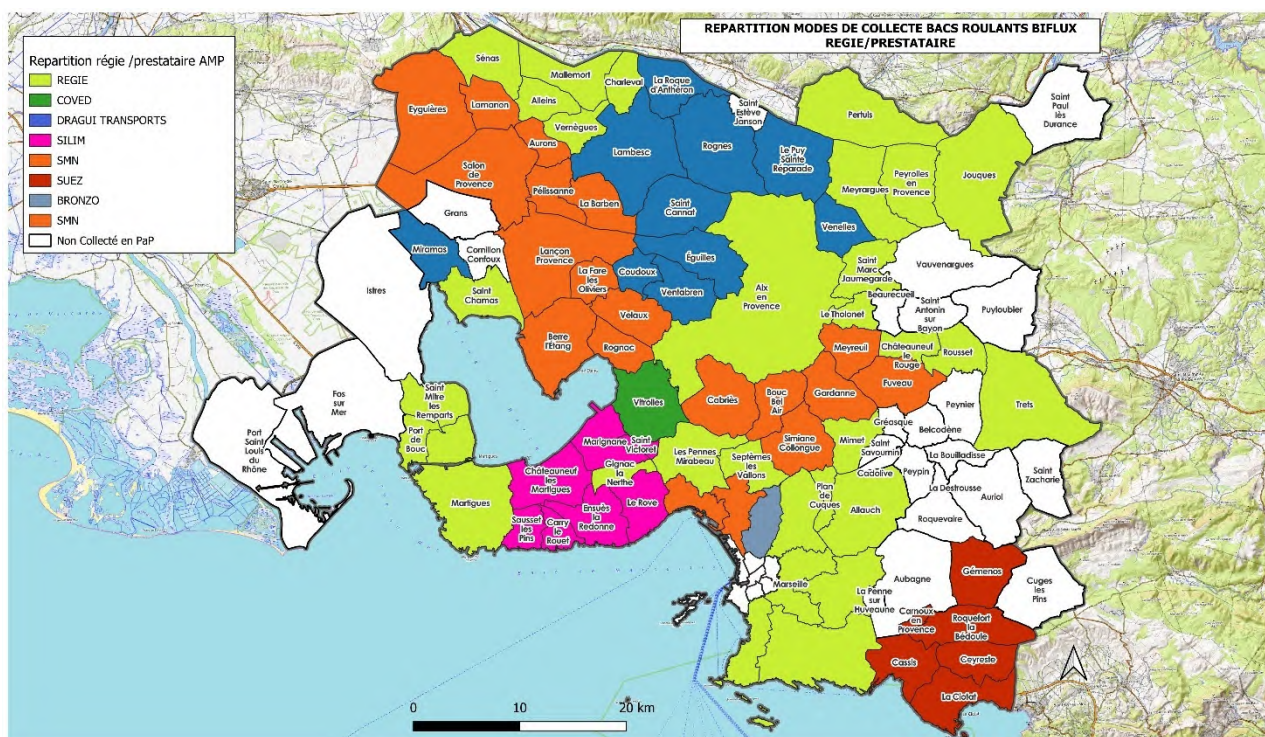 REPARTITION MODES DE COLLECTE BACS ROULANTS BIFLUX
REGIE/PRESTATAIRE
Repartition régie /prestataire AMP
REGIE
COVED
DRAGUI TRANSPORTS
SILIM
SMN
SUEZ
BRONZO
SMN
Non Collecté en PaP
Sénas
Mallemort
Charleval
La Roque
d'Anthéron
Saint
Estève
Janson
Saint
Paul
lès
Durance
Eyguières
Lamanon
Alleins
Vernègues
Pertuis
Aurons
Lambesc
Rognes
Le Puy
Sainte
Réparade
Meyrargues
Peyrolles
en
Provence
Jouques
Salon
de
Provence
Pélissanne
La Barben
Saint
Cannat
Venelles
Grans
Miramas
Cornillon
Confoux
Lançon
Provence
La Fare
les
Oliviers
Coudoux
Éguilles
Ventabren
Aix
en
Provence
Saint
Marc
Jaumegarde
Vauvenargues
Istres
Saint
Chamas
Beaurecueil
Saint
Antonin
sur
Bayon
Puyloubier
Le Tholonet
Berre
l'Étang
Velaux
Rognac
Meyreuil
Châteauneuf
le
Rouge
Rousset
Fos
sur
Mer
Saint
Mitre
les
Remparts
Port
de
Bouc
Vitrolles
Cabriès
Bouc
Bel
Air
Gardanne
Fuveau
Trets
Peynier
Port
Saint
Louis
du
Rhône
Gréasque
Belcodène
Marignane
Saint
Victoret
Simiane
Collongue
Mimet
Saint
Savournin
La Bouilladisse
Les Pennes
Mirabeau
Septèmes
les
Vallons
Cadolive
Peypin
Saint
Zacharie
Châteauneuf
les
Martigues
Gignac
la
Nerthe
Martigues
Le Rove
Ensuès
la
Redonne
Sausset
les
Pins
Carry
le
Rouet
Plan
de
Cuques
Allauch
La Destrousse
Auriol
Roquevaire
Marseille
La Penne
sur
Huveaune
Aubagne
Gémenos
Cuges
les
Pins
Carnoux
en
Provence
Roquefort
la
Bédoule
Cassis
Ceyreste
La Ciotat
0 10 20 km